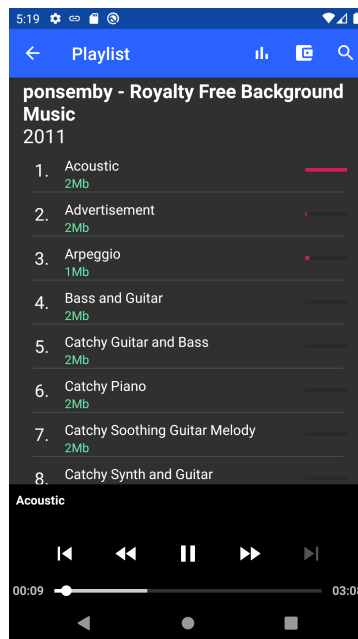 5:19
Playlist
ponsemby - Royalty Free Background
Music
2011
1. Acoustic
2Mb
2. Advertisement
2Mb
3. Arpeggio
1Mb
4. Bass and Guitar
2Mb
5. Catchy Guitar and Bass
2Mb
6. Catchy Piano
2Mb
7. Catchy Soothing Guitar Melody
2Mb
8. Catchy Synth and Guitar
Acoustic
00:09
03:08